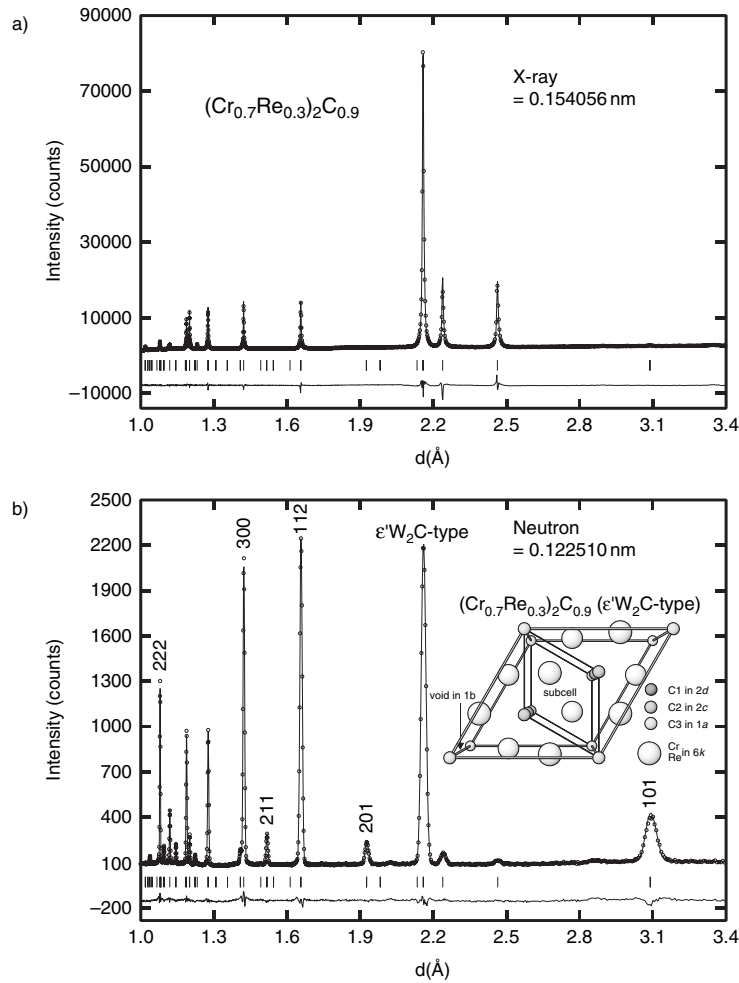 a)
90000
70000
50000
30000
10000
−10000
Intensity (counts)
(Cr0.7Re0.3)2C0.9
X-ray
= 0.154056 nm
1.0 1.3 1.6 1.9 2.2 2.5 2.8 3.1 3.4
d(Å)
b)
2500
2200
1900
1600
1300
1000
700
400
100
−200
Intensity (counts)
222
300
211
112
201
101
ε'W2C-type
Neutron
= 0.122510 nm
(Cr0.7Re0.3)2C0.9 (ε'W2C-type)
void in 1b
subcell
C1 in 2d
C2 in 2c
C3 in 1a
Cr
Re in 6k
1.0 1.3 1.6 1.9 2.2 2.5 2.8 3.1 3.4
d(Å)